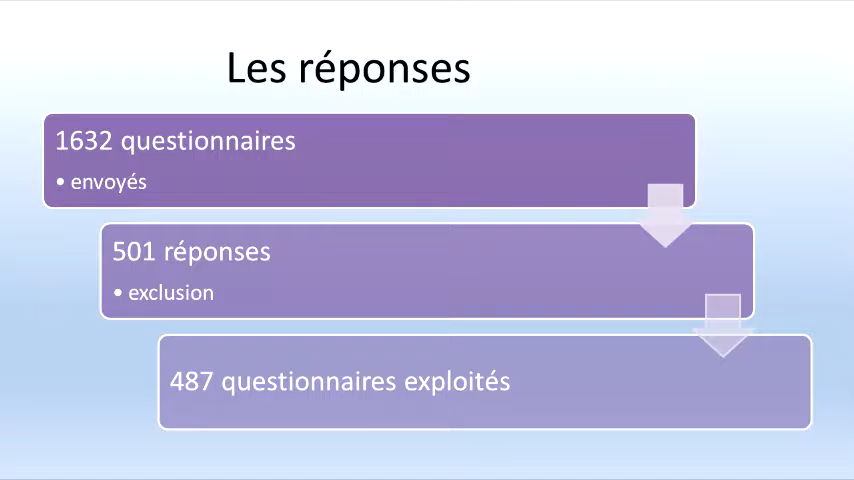 Les réponses
1632 questionnaires
• envoyés
501 réponses
• exclusion
487 questionnaires exploités